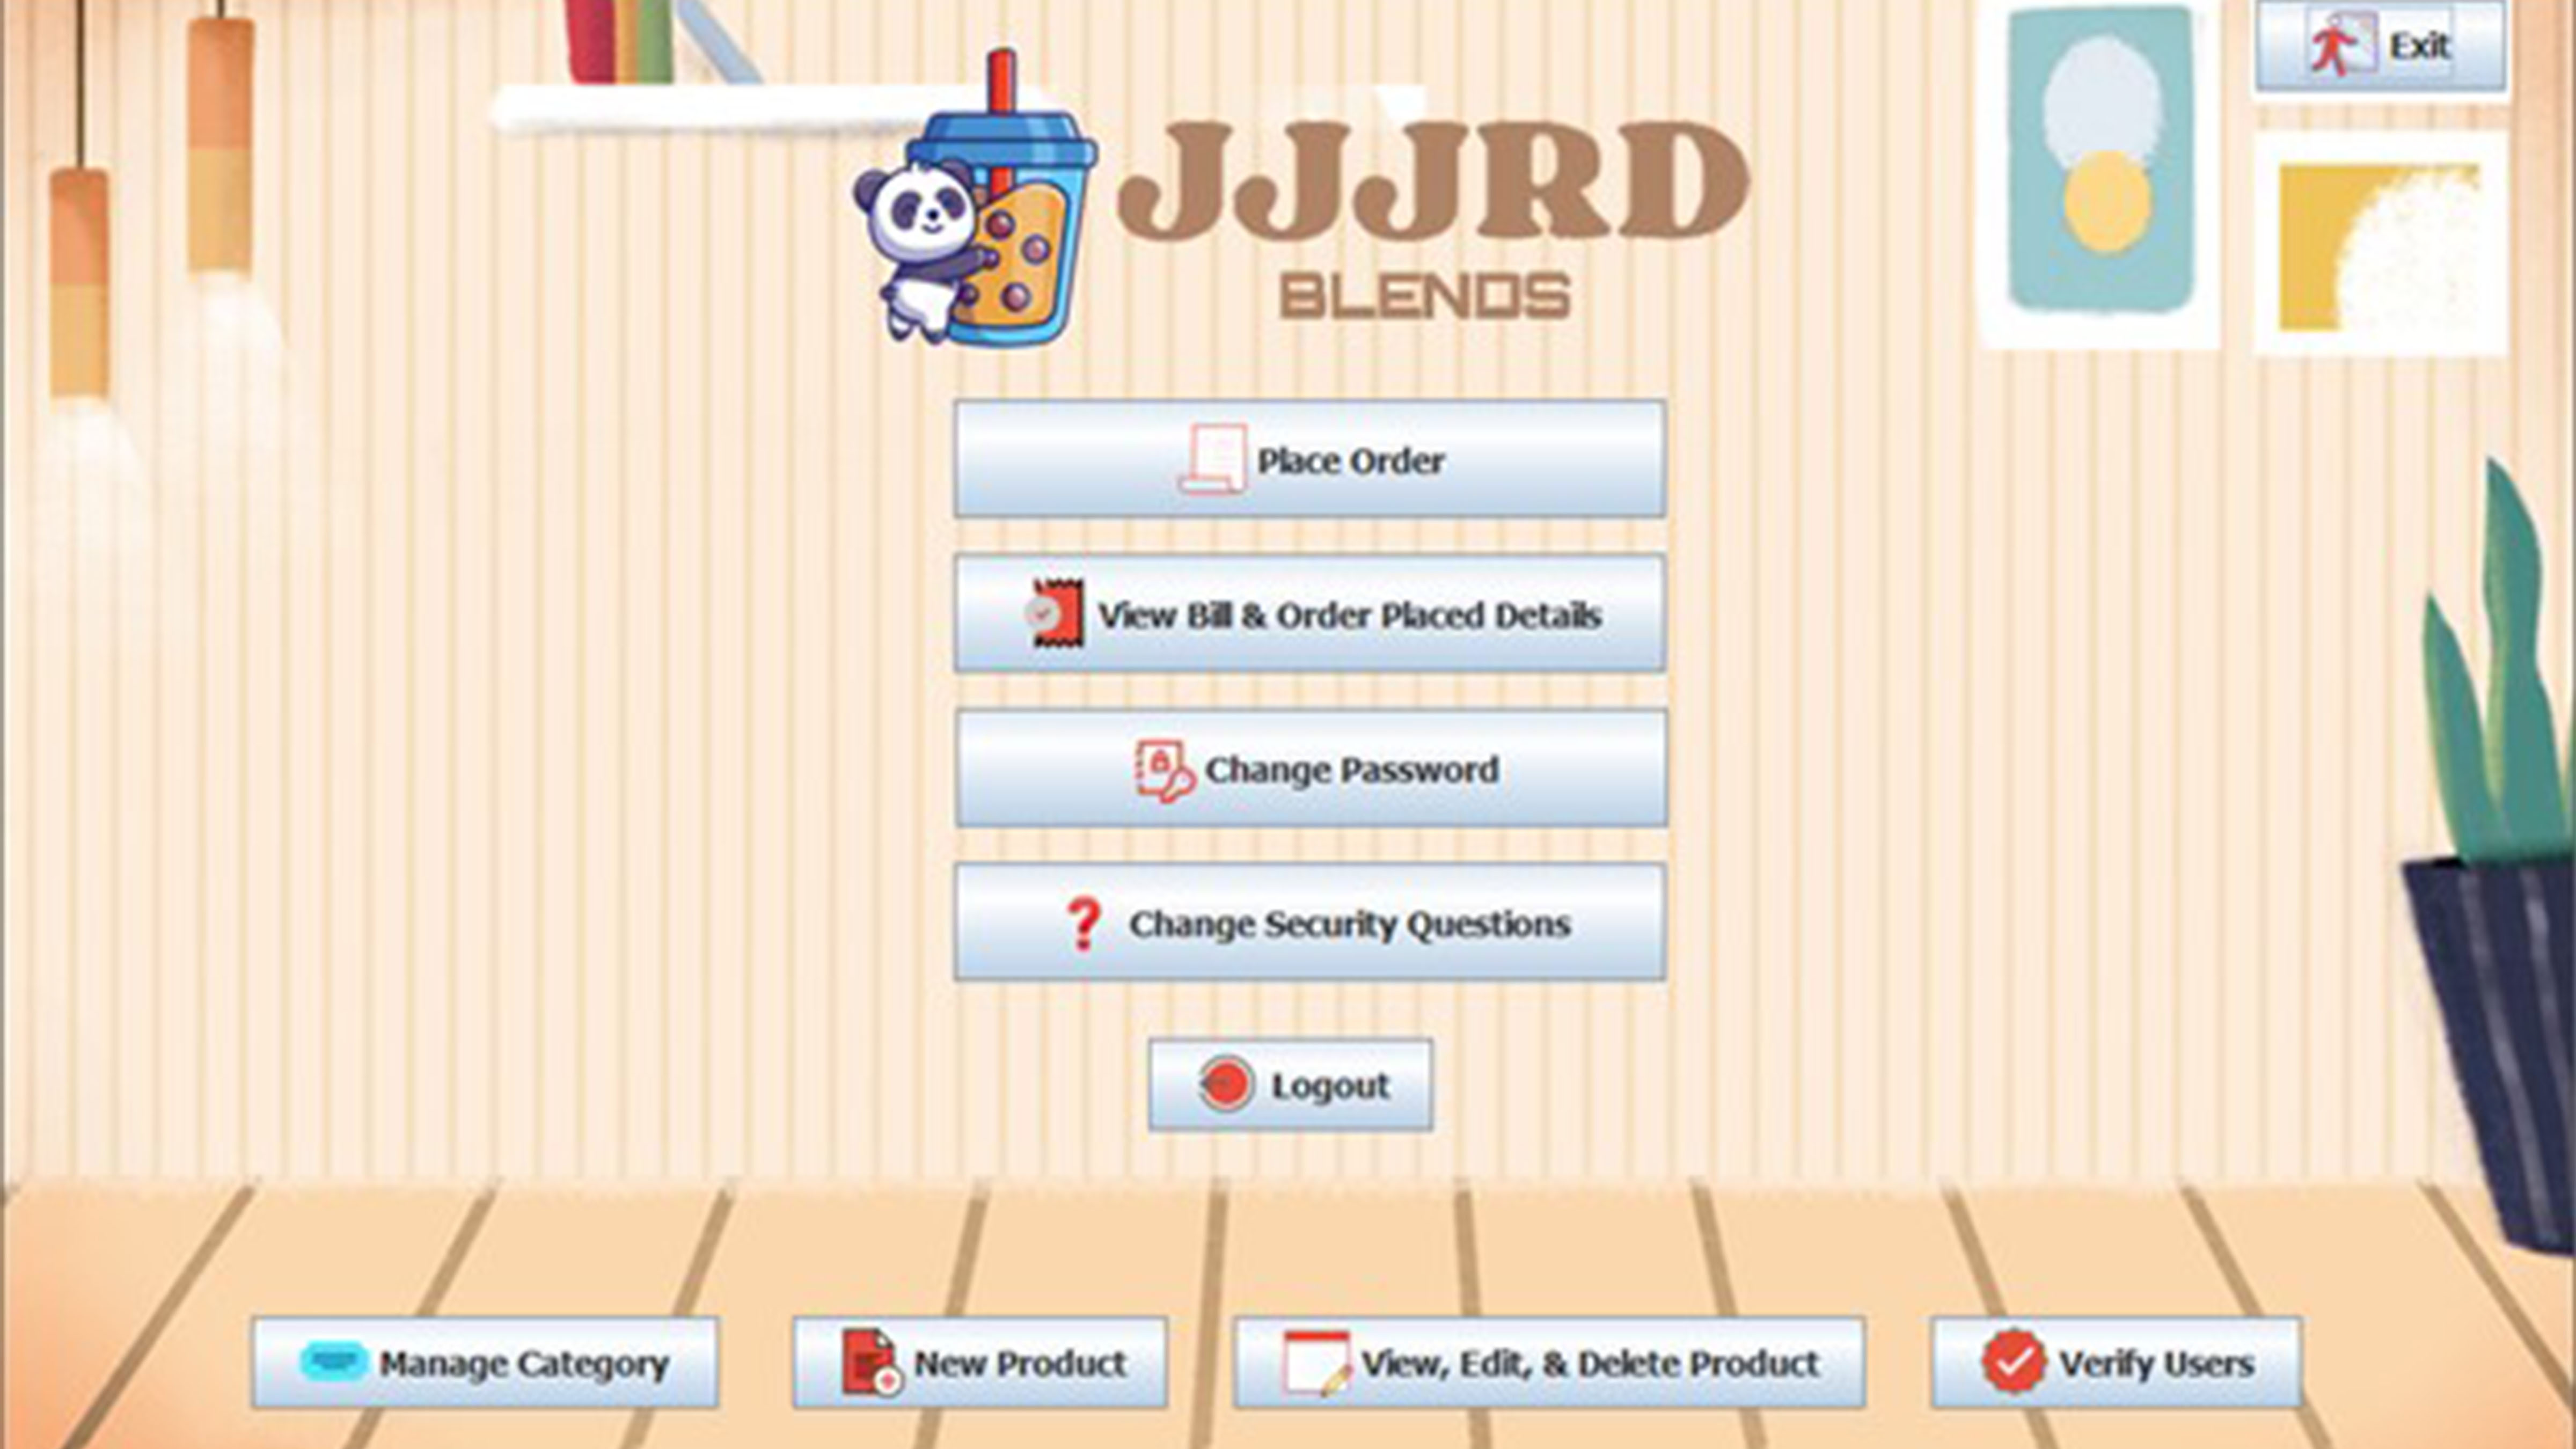 Exit
JJJRD
BLENDS
Place Order
View Bill & Order Placed Details
Change Password
Change Security Questions
Logout
Manage Category
New Product
View, Edit, & Delete Product
Verify Users